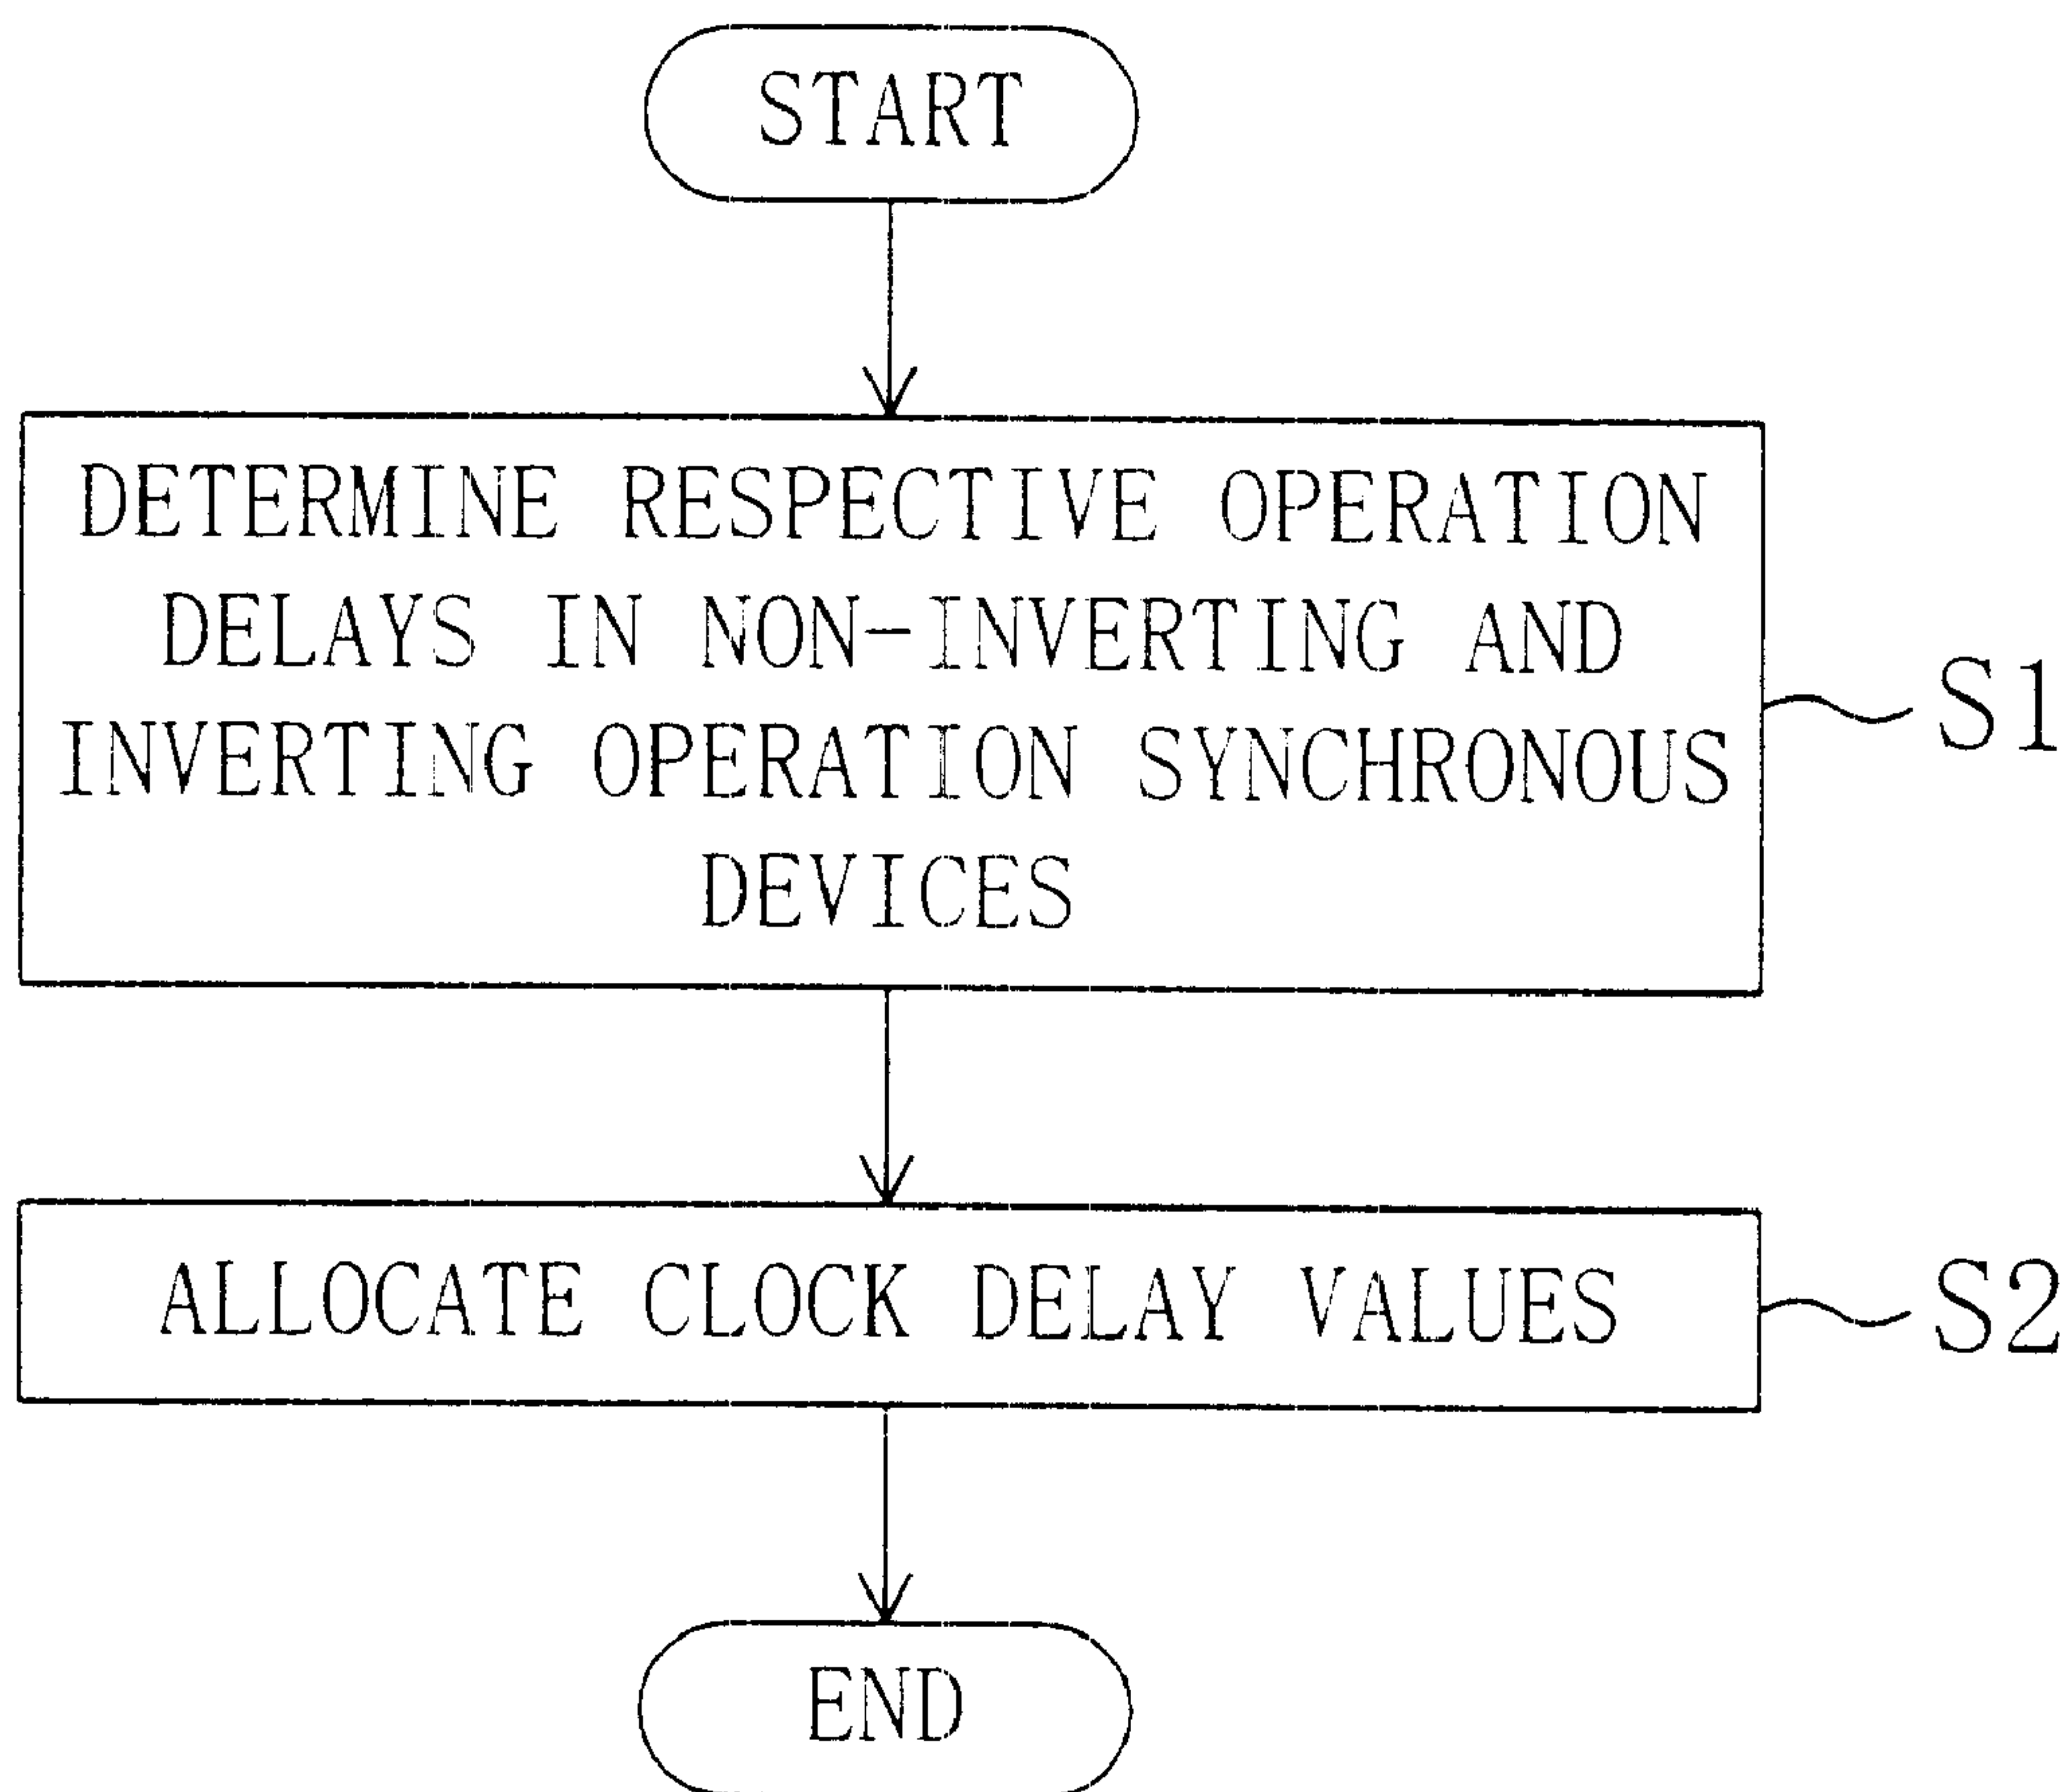 START
DETERMINE RESPECTIVE OPERATION
DELAYS IN NON-INVERTING AND
INVERTING OPERATION SYNCHRONOUS
DEVICES
S1
ALLOCATE CLOCK DELAY VALUES
S2
END